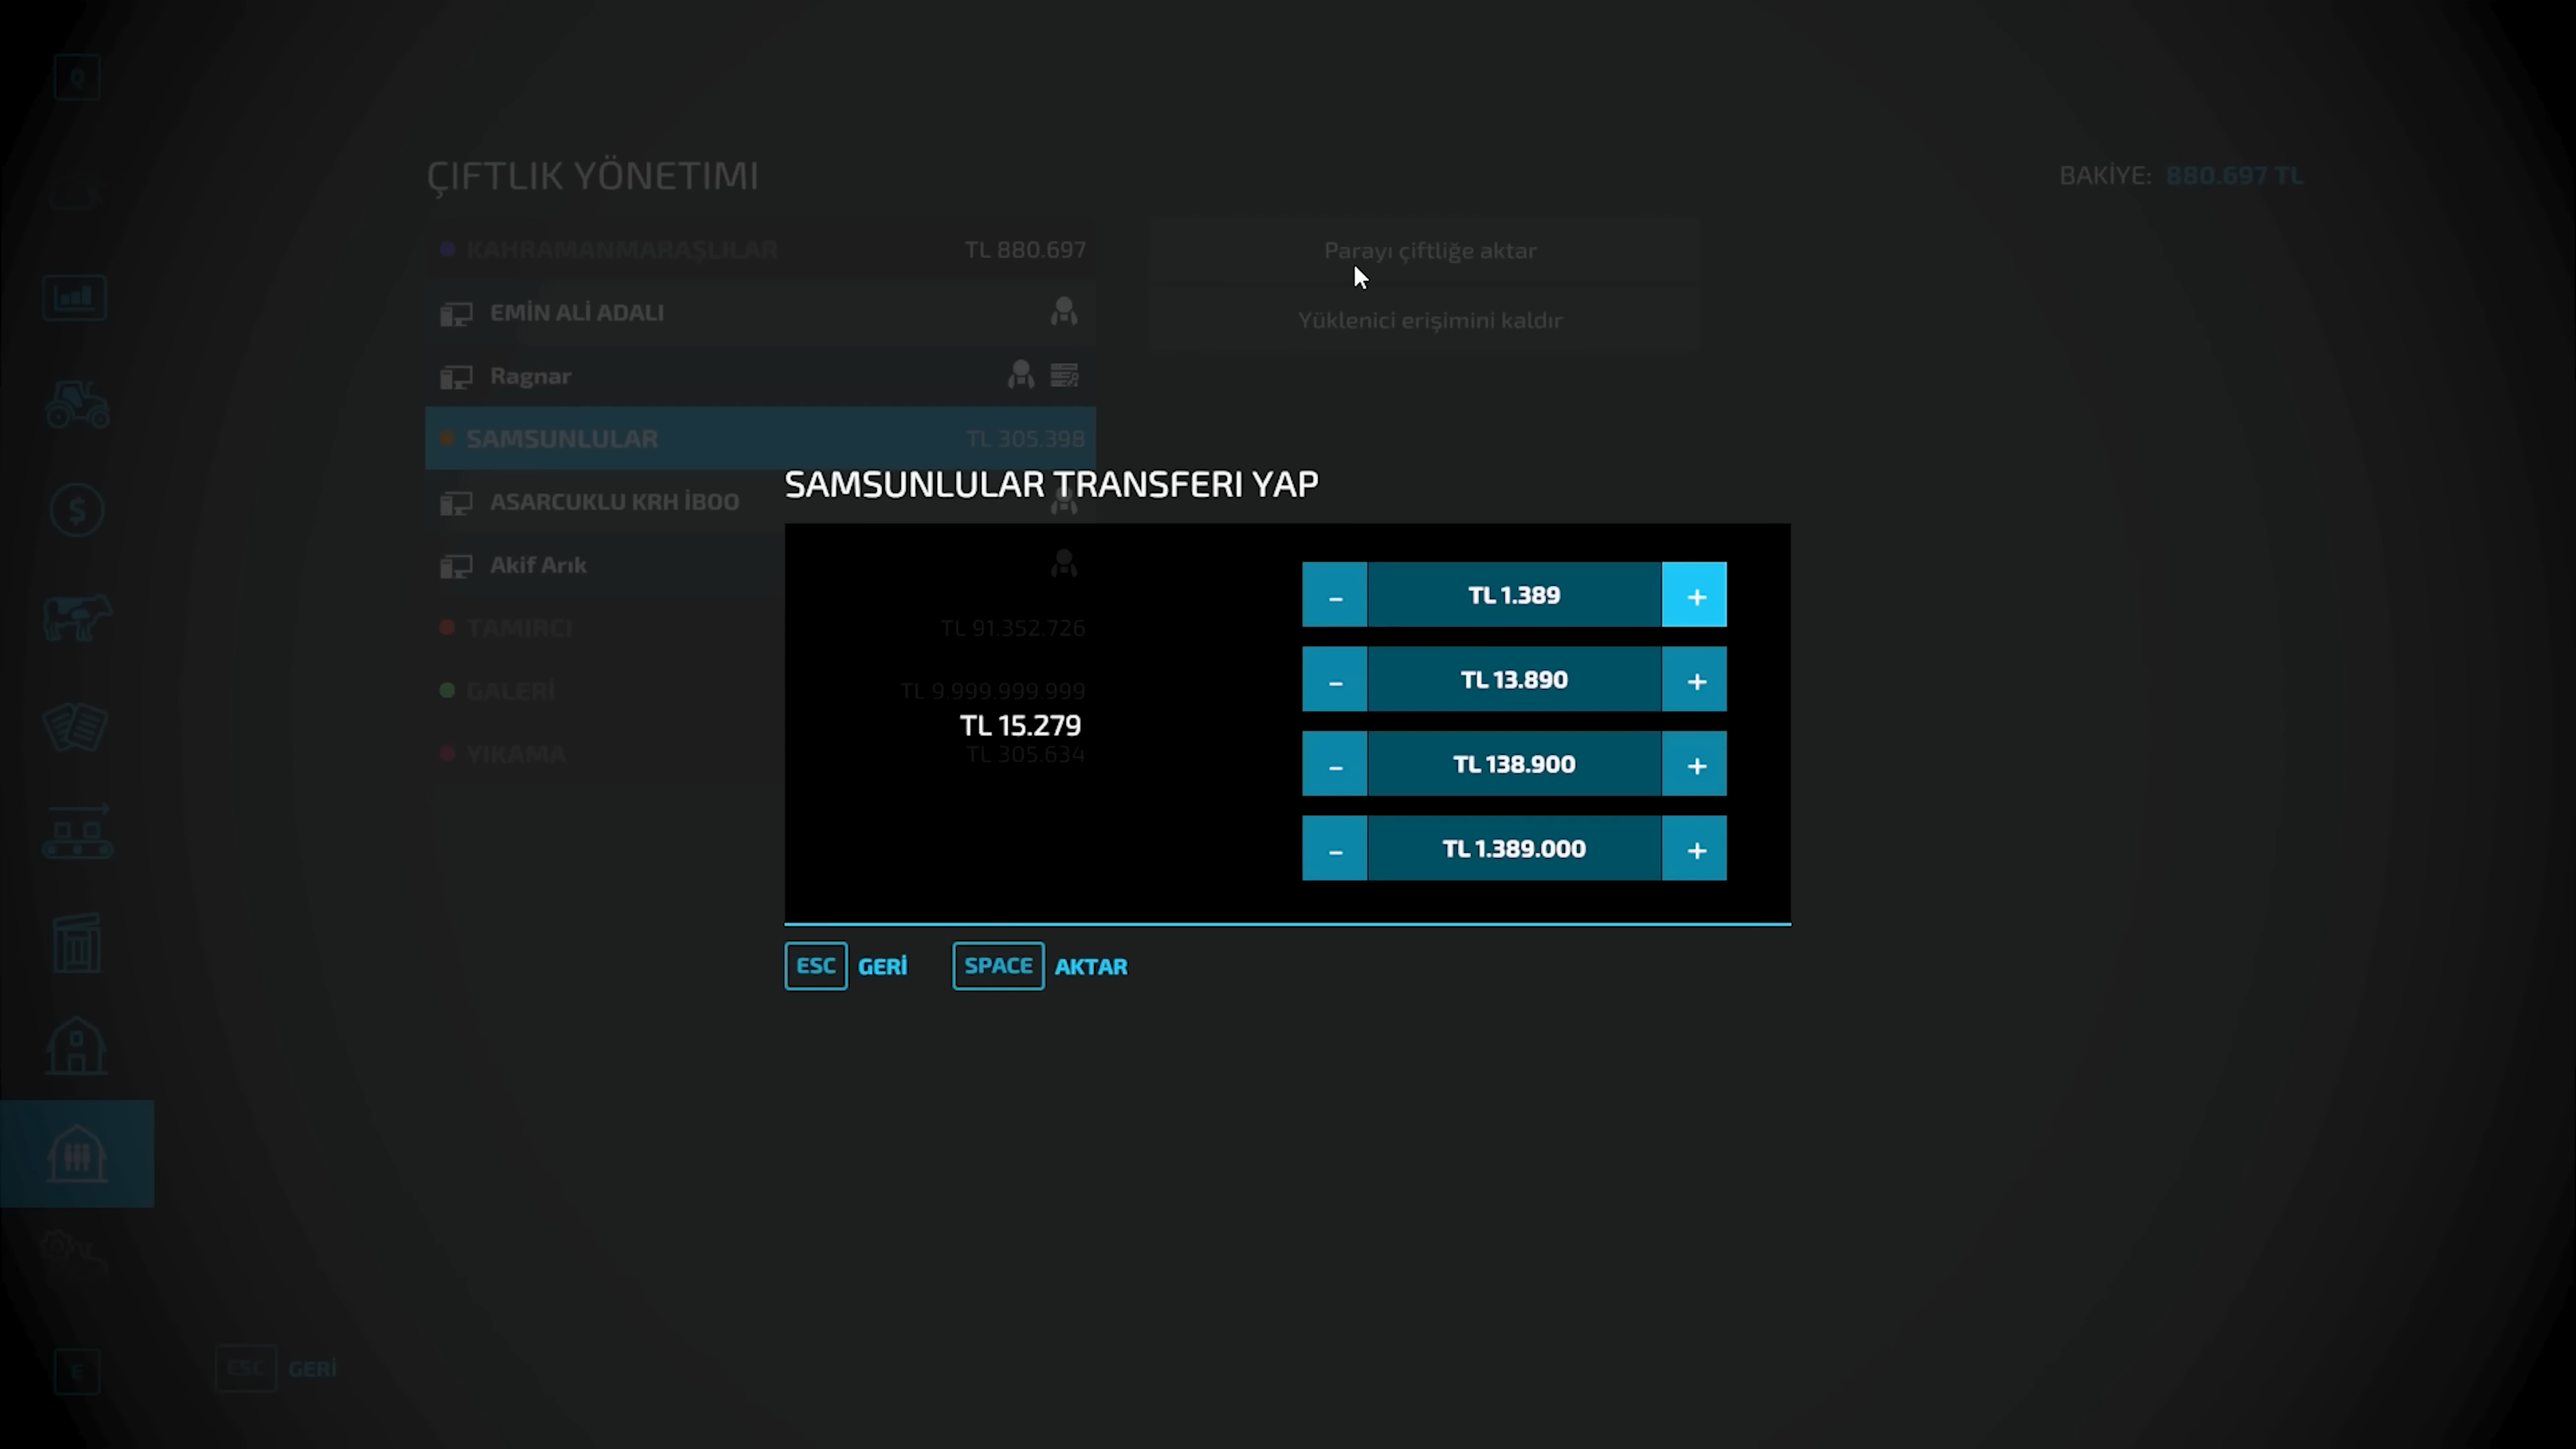 Q
ÇIFTLIK YÖNETIMI
BAKİYE: 880.697 TL
KAHRAMANMARAŞLILAR TL 880.697
Parayı çiftliğe aktar
EMİN ALİ ADALI
Yüklenici erişimini kaldır
Ragnar
SAMSUNLULAR TL 305.398
SAMSUNLULAR TRANSFERI YAP
ASARCUKLU KRH İBOO
Akif Arık
- TL 1.389 +
TAMIRCI TL 91.352.726
- TL 13.890 +
GALERİ TL 9.999.999.999
TL 15.279
YIKAMA TL 305.634
- TL 138.900 +
- TL 1.389.000 +
ESC GERİ SPACE AKTAR
E
ESC GERİ